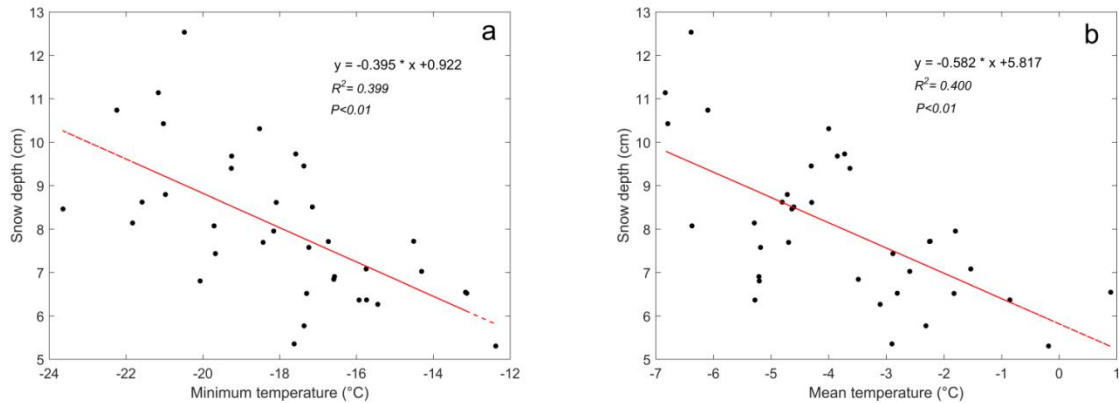 13
12
11
10
9
8
7
6
5
Snow depth (cm)
-24
-22
-20
-18
-16
-14
-12
Minimum temperature (°C)
a
y = -0.395 * x +0.922
R²= 0.399
P<0.01
13
12
11
10
9
8
7
6
5
Snow depth (cm)
-7
-6
-5
-4
-3
-2
-1
0
1
Mean temperature (°C)
b
y = -0.582 * x +5.817
R²= 0.400
P<0.01